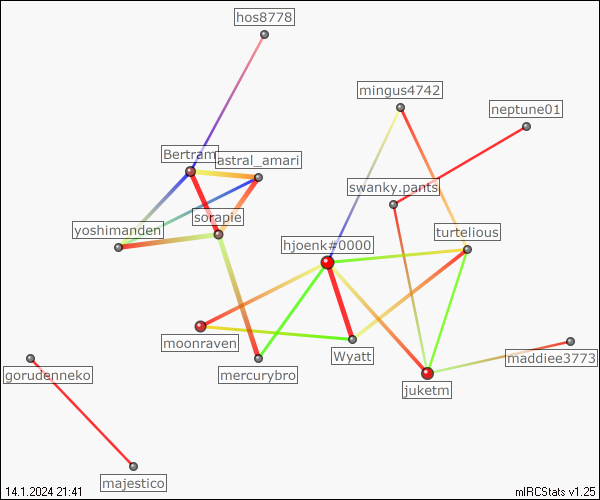 hos8778
mingus4742
neptune01
Bertram
astral_amari
swanky.pants
sorapie
yoshimanden
turtelious
hjoenk#0000
moonraven
Wyatt
maddiee3773
gorudenneko
mercurybro
juketm
majestico
14.1.2024 21:41
mIRCStats v1.25